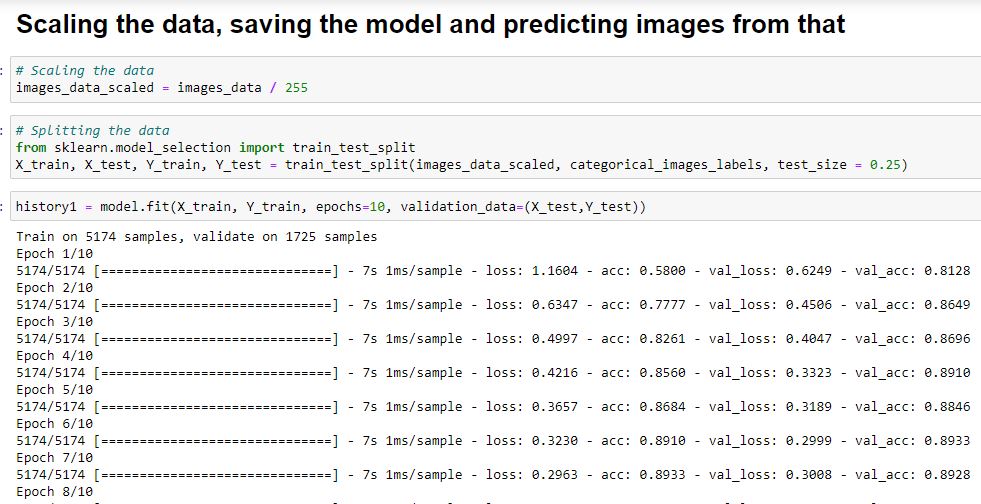 Scaling the data, saving the model and predicting images from that
# Scaling the data
images_data_scaled = images_data / 255
# Splitting the data
from sklearn.model_selection import train_test_split
X_train, X_test, Y_train, Y_test = train_test_split(images_data_scaled, categorical_images_labels, test_size = 0.25)
history1 = model.fit(X_train, Y_train, epochs=10, validation_data=(X_test,Y_test))
Train on 5174 samples, validate on 1725 samples
Epoch 1/10
5174/5174 [==============================] - 7s 1ms/sample - loss: 1.1604 - acc: 0.5800 - val_loss: 0.6249 - val_acc: 0.8128
Epoch 2/10
5174/5174 [==============================] - 7s 1ms/sample - loss: 0.6347 - acc: 0.7777 - val_loss: 0.4506 - val_acc: 0.8649
Epoch 3/10
5174/5174 [==============================] - 7s 1ms/sample - loss: 0.4997 - acc: 0.8261 - val_loss: 0.4047 - val_acc: 0.8696
Epoch 4/10
5174/5174 [==============================] - 7s 1ms/sample - loss: 0.4216 - acc: 0.8560 - val_loss: 0.3323 - val_acc: 0.8910
Epoch 5/10
5174/5174 [==============================] - 7s 1ms/sample - loss: 0.3657 - acc: 0.8684 - val_loss: 0.3189 - val_acc: 0.8846
Epoch 6/10
5174/5174 [==============================] - 7s 1ms/sample - loss: 0.3230 - acc: 0.8910 - val_loss: 0.2999 - val_acc: 0.8933
Epoch 7/10
5174/5174 [==============================] - 7s 1ms/sample - loss: 0.2963 - acc: 0.8933 - val_loss: 0.3008 - val_acc: 0.8928
Epoch 8/10